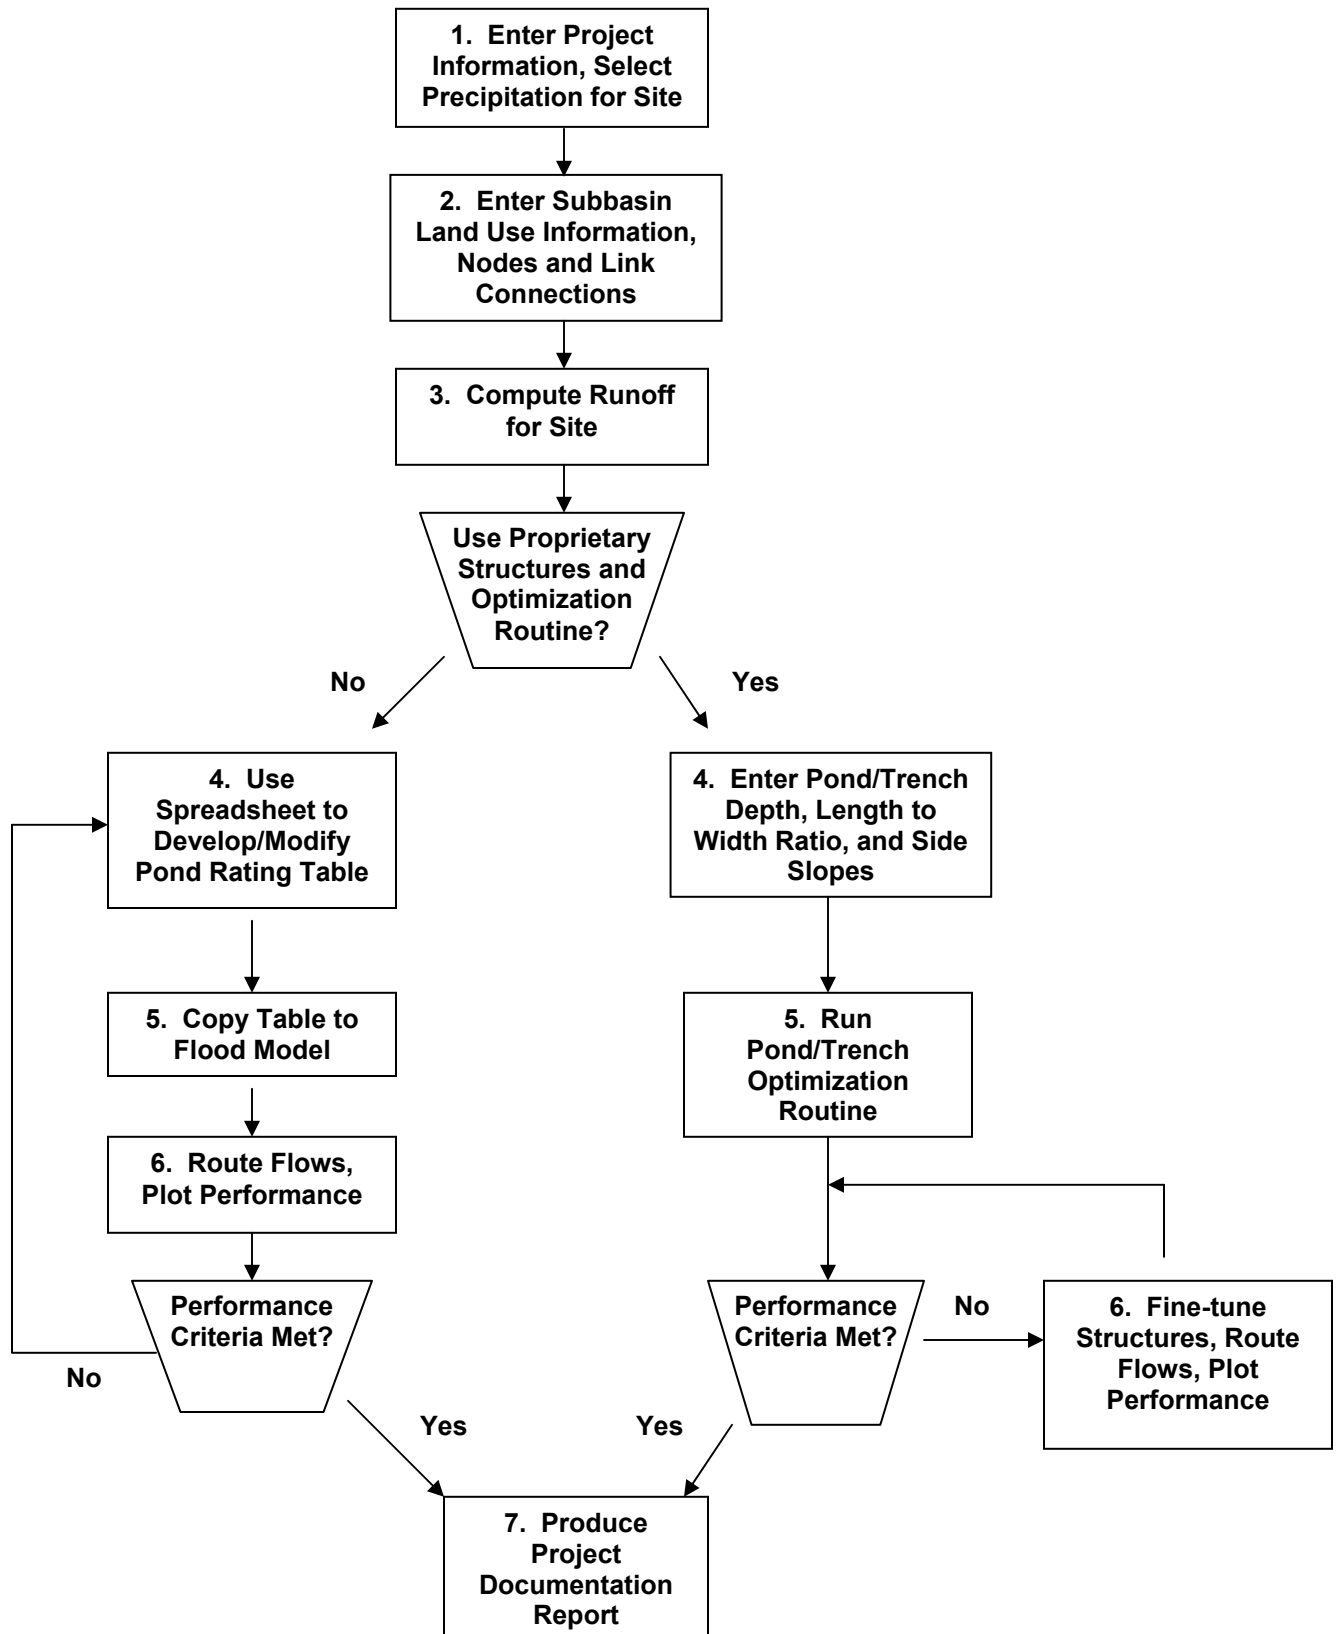 1. Enter Project
Information, Select
Precipitation for Site
2. Enter Subbasin
Land Use Information,
Nodes and Link
Connections
3. Compute Runoff
for Site
Use Proprietary
Structures and
Optimization
Routine?
No
Yes
4. Use
Spreadsheet to
Develop/Modify
Pond Rating Table
4. Enter Pond/Trench
Depth, Length to
Width Ratio, and Side
Slopes
5. Copy Table to
Flood Model
5. Run
Pond/Trench
Optimization
Routine
6. Route Flows,
Plot Performance
Performance
Criteria Met?
No
Yes
Performance
Criteria Met?
No
Yes
6. Fine-tune
Structures, Route
Flows, Plot
Performance
7. Produce
Project
Documentation
Report